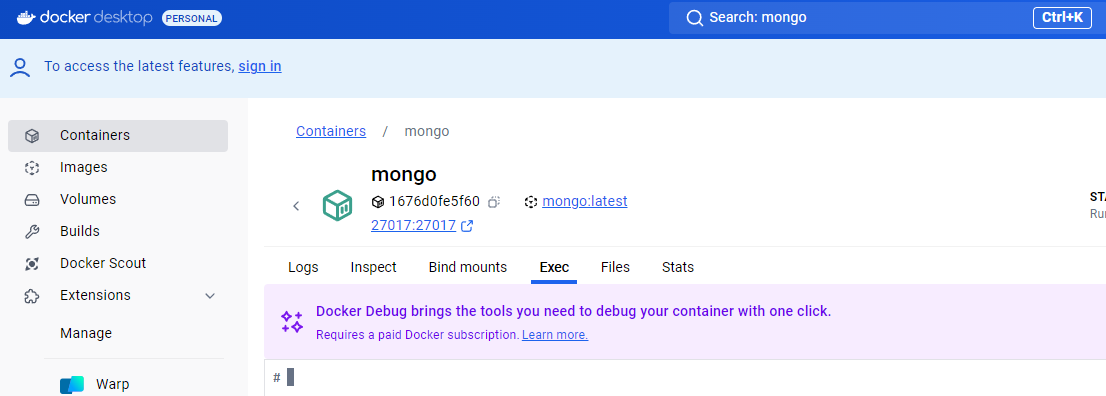 docker desktop PERSONAL
Search: mongo Ctrl+K
To access the latest features, sign in
Containers
Images
Volumes
Builds
Docker Scout
Extensions
Manage
Warp
Containers / mongo
mongo
1676d0fe5f60 mongo:latest
27017:27017
Logs Inspect Bind mounts Exec Files Stats
Docker Debug brings the tools you need to debug your container with one click.
Requires a paid Docker subscription. Learn more.
#